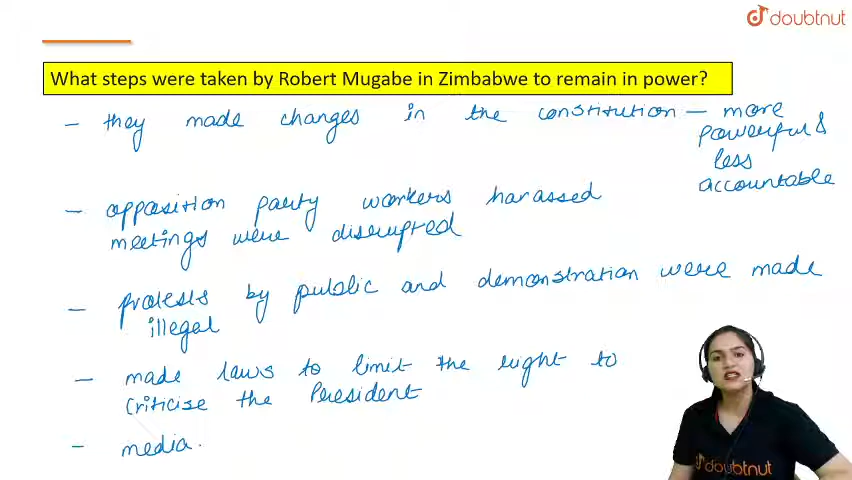 doubtnut
What steps were taken by Robert Mugabe in Zimbabwe to remain in power?
- they made changes in the constitution - more
powerful &
less
accountable
- opposition party workers harassed
meetings were disrupted
- protests by public and demonstration were made
illegal
- made laws to limit the right to
criticise the President
- media.
doubtnut